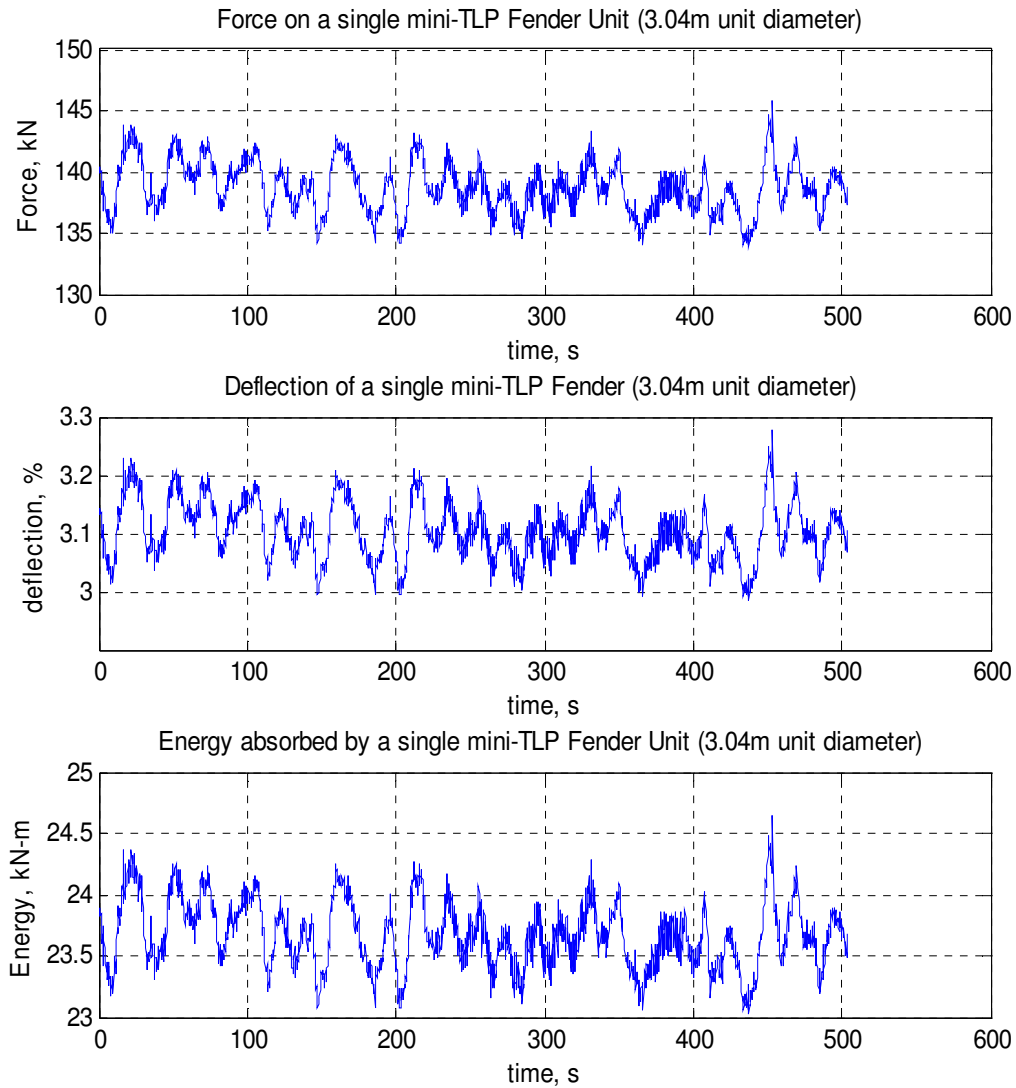 Force on a single mini-TLP Fender Unit (3.04m unit diameter)
150
145
140
135
130
Force, kN
0 100 200 300 400 500 600
time, s
Deflection of a single mini-TLP Fender (3.04m unit diameter)
3.3
3.2
3.1
3
deflection, %
0 100 200 300 400 500 600
time, s
Energy absorbed by a single mini-TLP Fender Unit (3.04m unit diameter)
25
24.5
24
23.5
23
Energy, kN-m
0 100 200 300 400 500 600
time, s